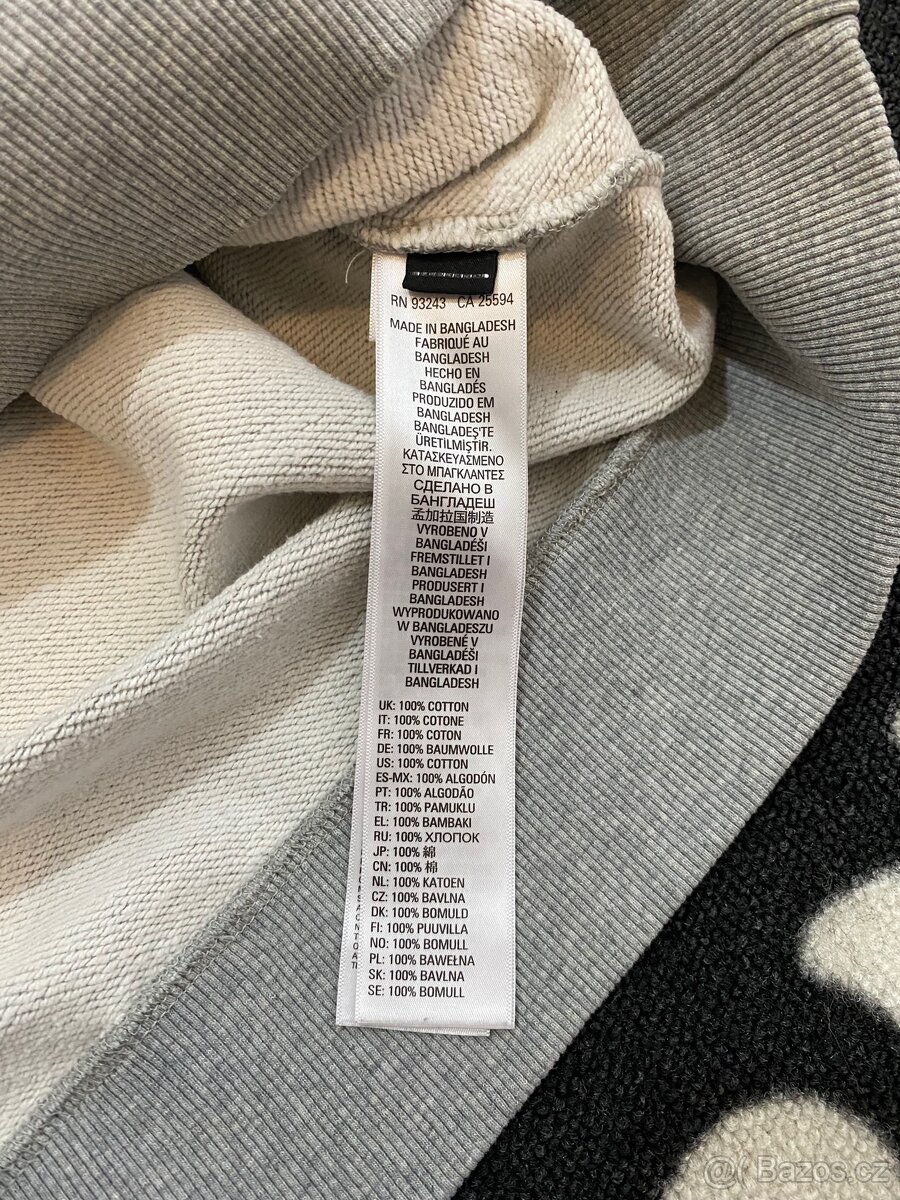 RN 93243 CA 25594
MADE IN BANGLADESH
FABRIQUÉ AU
BANGLADESH
HECHO EN
BANGLADÉS
PRODUZIDO EM
BANGLADESH
BANGLADEŞ'TE
ÜRETİLMİŞTİR.
ΚΑΤΑΣΚΕΥΑΣΜΕΝΟ
ΣΤΟ ΜΠΑΓΚΛΑΝΤΕΣ
СДЕЛАНО В
БАНГЛАДЕШ
孟加拉国制造
VYROBENO V
BANGLADÉŠI
FREMSTILLET I
BANGLADESH
PRODUSERT I
BANGLADESH
WYPRODUKOWANO
W BANGLADESZU
VYROBENÉ V
BANGLADÉŠI
TILLVERKAD I
BANGLADESH
UK: 100% COTTON
IT: 100% COTONE
FR: 100% COTON
DE: 100% BAUMWOLLE
US: 100% COTTON
ES-MX: 100% ALGODÓN
PT: 100% ALGODÃO
TR: 100% PAMUKLU
EL: 100% ΒΑΜΒΑΚΙ
RU: 100% ХЛОПОК
JP: 100% 綿
CN: 100% 棉
NL: 100% KATOEN
CZ: 100% BAVLNA
DK: 100% BOMULD
FI: 100% PUUVILLA
NO: 100% BOMULL
PL: 100% BAWEŁNA
SK: 100% BAVLNA
SE: 100% BOMULL
@ Bazos.cz